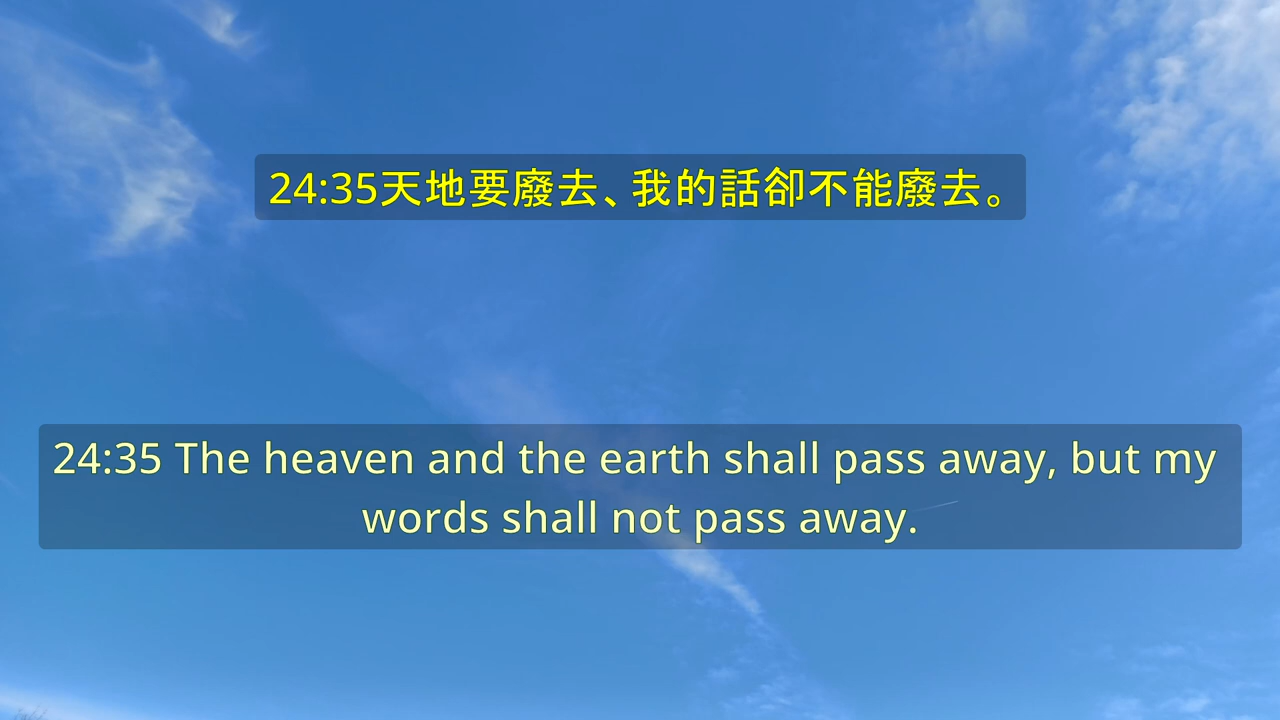 24:35天地要廢去、我的話卻不能廢去。
24:35 The heaven and the earth shall pass away, but my
words shall not pass away.